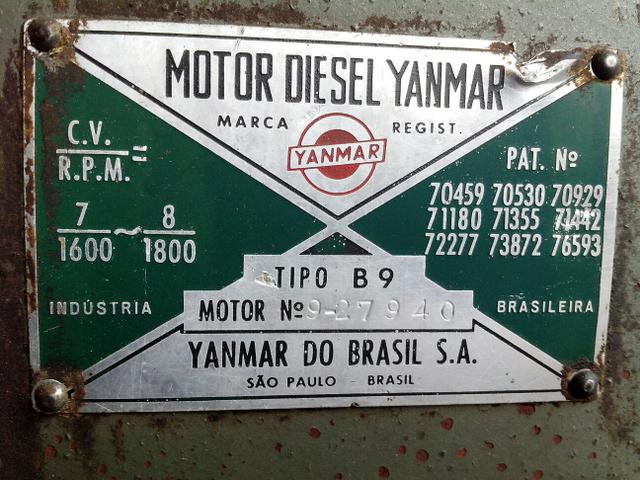 MOTOR DIESEL YANMAR
MARCA REGIST.
YANMAR
C.V.
R.P.M. =
7 ~ 8
1600 1800
PAT. Nº
70459 70530 70929
71180 71355 71442
72277 73872 76593
TIPO B9
INDÚSTRIA BRASILEIRA
MOTOR Nº 9-27940
YANMAR DO BRASIL S.A.
SÃO PAULO - BRASIL